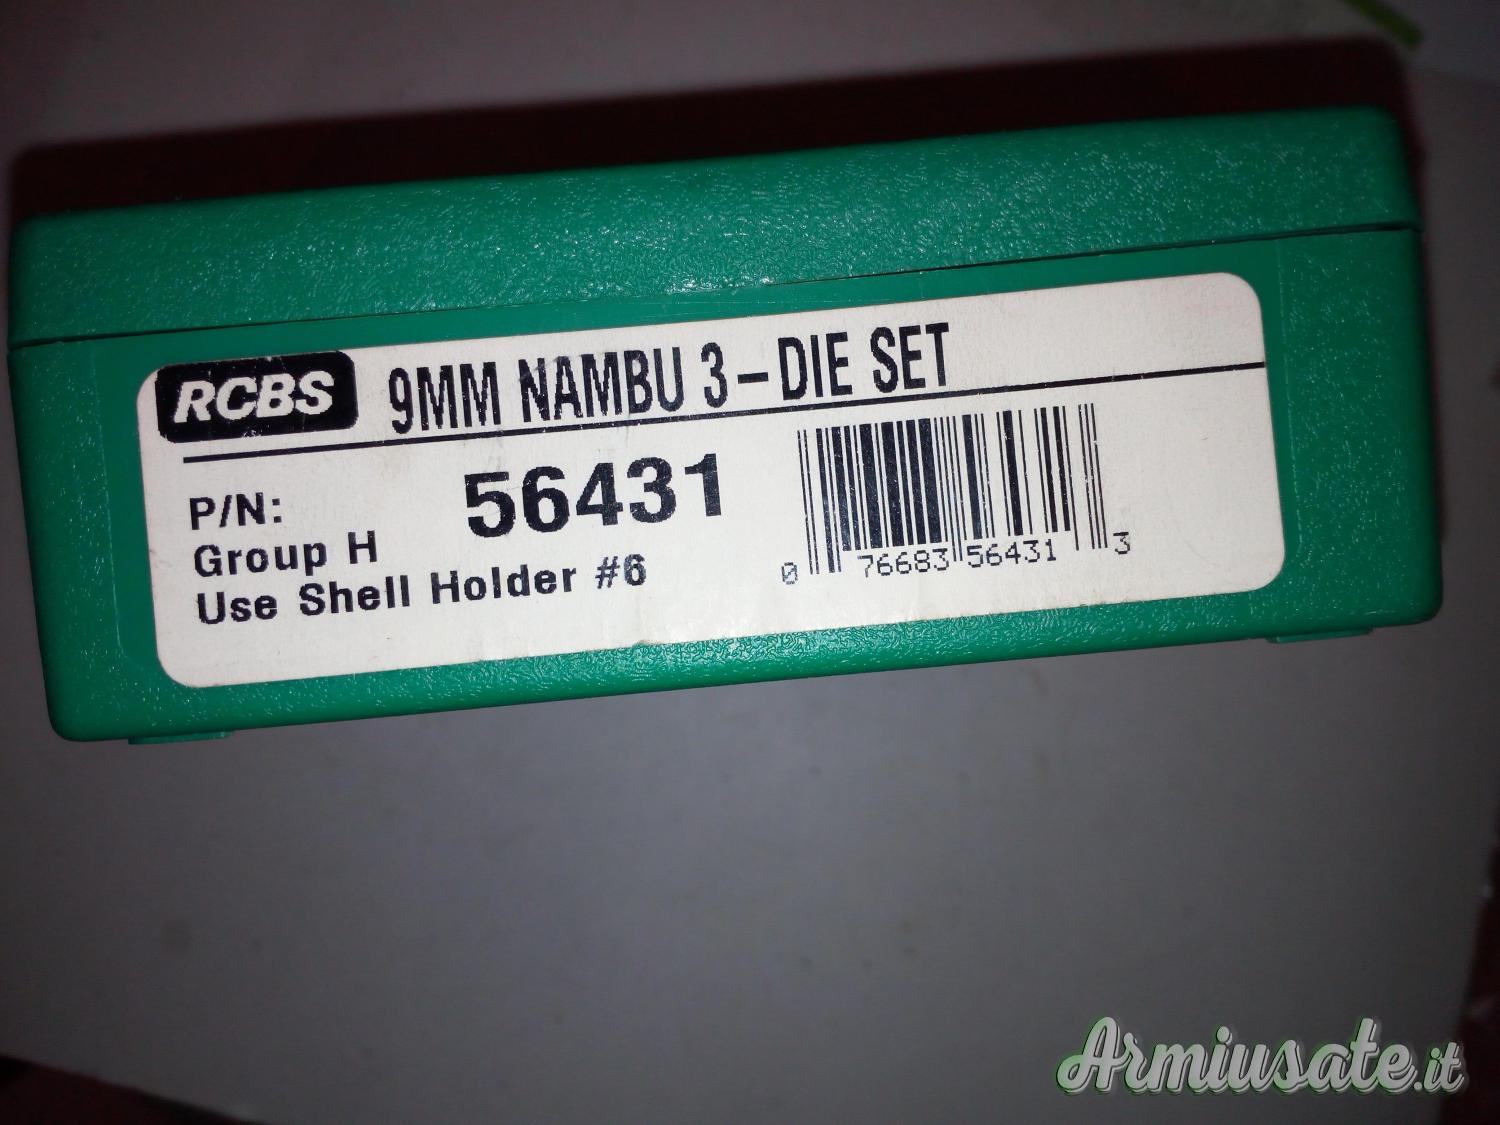 RCBS 9MM NAMBU 3-DIE SET
P/N: 56431
Group H
Use Shell Holder #6
0 76683 56431 3
Armiusate.it